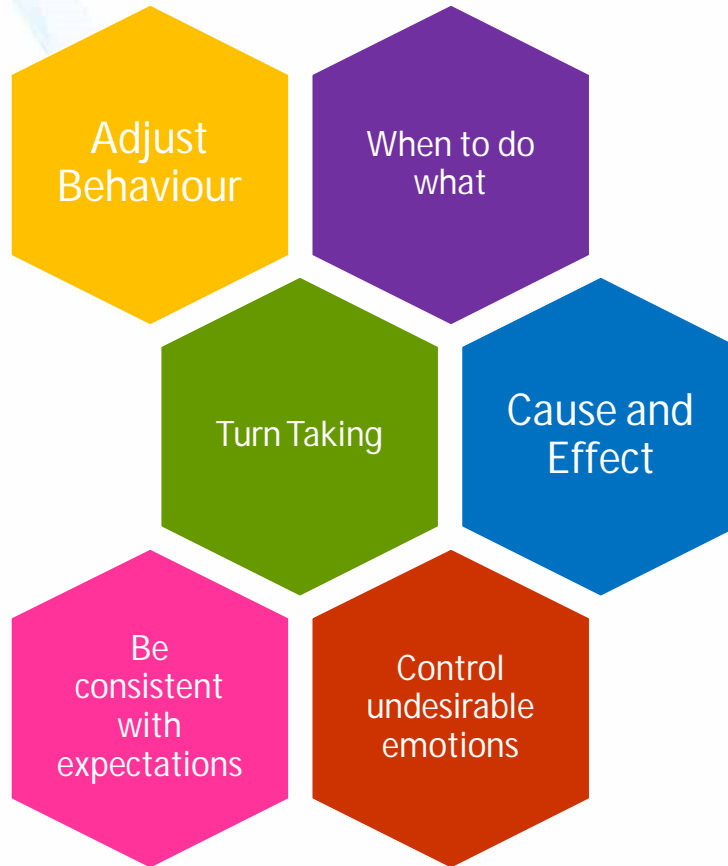 Adjust
Behaviour
When to do
what
Turn Taking
Cause and
Effect
Be
consistent
with
expectations
Control
undesirable
emotions